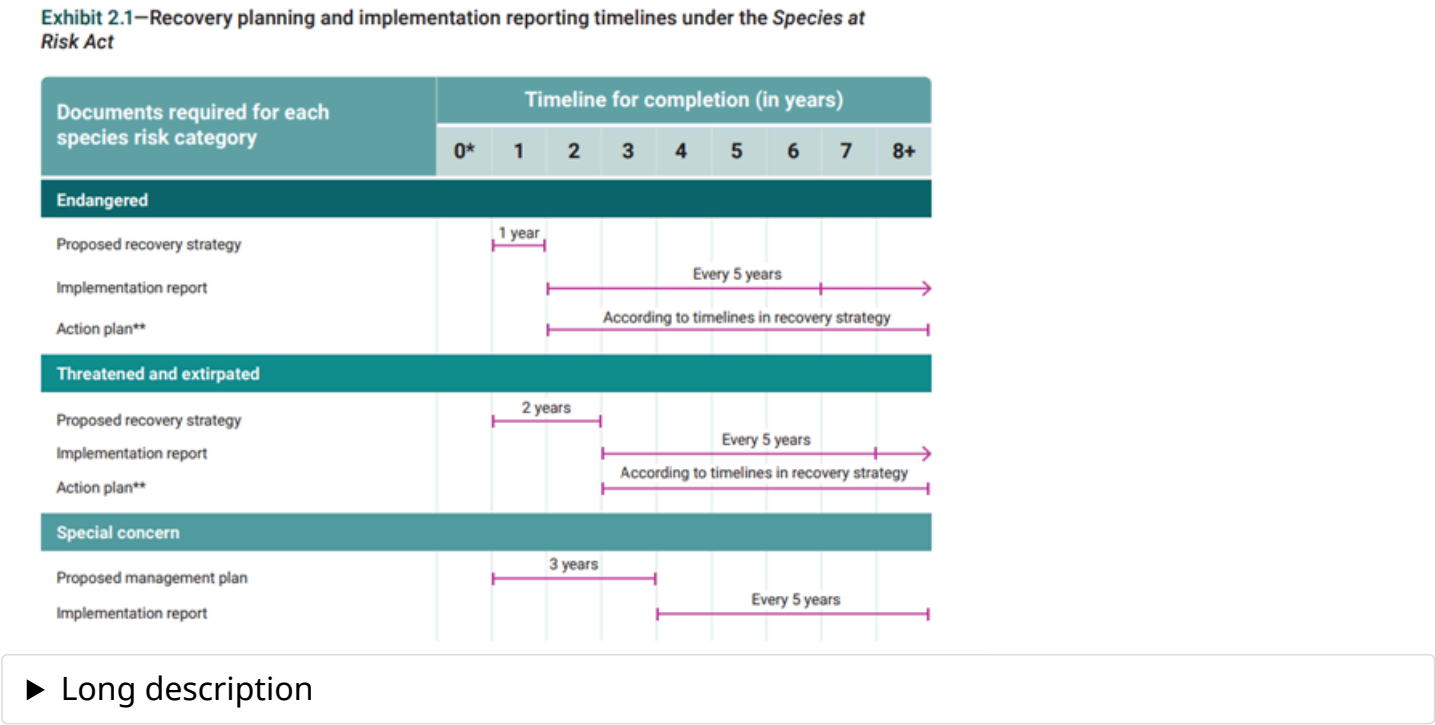 Exhibit 2.1—Recovery planning and implementation reporting timelines under the Species at
Risk Act
Documents required for each
species risk category
Timeline for completion (in years)
0* 1 2 3 4 5 6 7 8+
Endangered
Proposed recovery strategy
1 year
Implementation report
Every 5 years
Action plan**
According to timelines in recovery strategy
Threatened and extirpated
Proposed recovery strategy
2 years
Implementation report
Every 5 years
Action plan**
According to timelines in recovery strategy
Special concern
Proposed management plan
3 years
Implementation report
Every 5 years
Long description